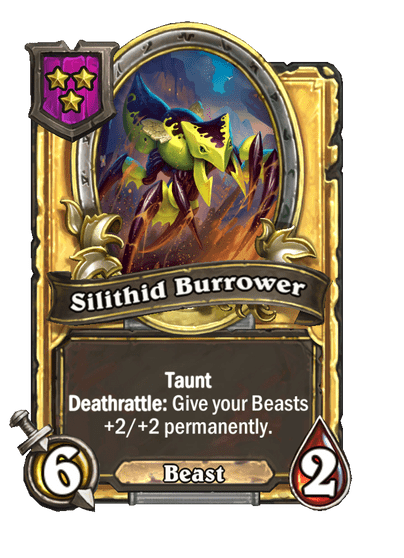 Silithid Burrower
Taunt
Deathrattle: Give your Beasts
+2/+2 permanently.
6
Beast
2